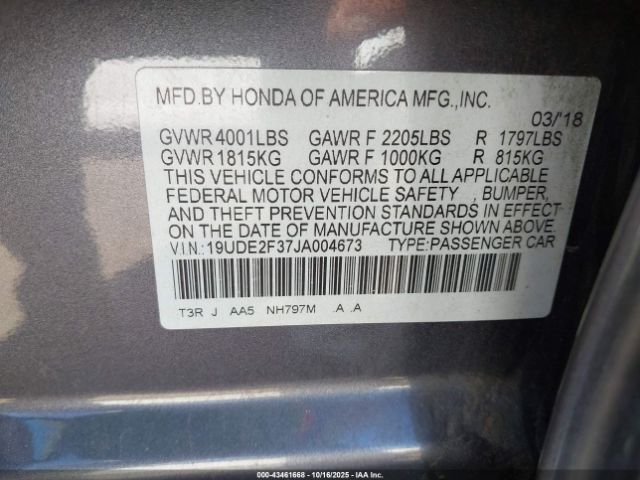 MFD.BY HONDA OF AMERICA MFG.,INC.
03/'18
GVWR 4001LBS GAWR F 2205LBS R 1797LBS
GVWR 1815KG GAWR F 1000KG R 815KG
THIS VEHICLE CONFORMS TO ALL APPLICABLE
FEDERAL MOTOR VEHICLE SAFETY , BUMPER,
AND THEFT PREVENTION STANDARDS IN EFFECT
ON THE DATE OF MANUFACTURE SHOWN ABOVE.
V.I.N.: 19UDE2F37JA004673 TYPE:PASSENGER CAR
T3R J AA5 NH797M .A .A
000-43461668 - 10/16/2025 - IAA Inc.